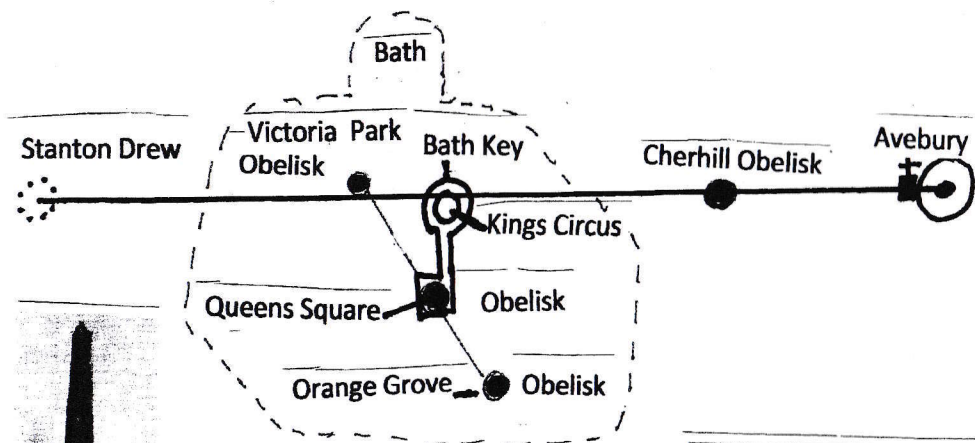 Bath
Stanton Drew
Victoria Park
Obelisk
Bath Key
Cherhill Obelisk
Avebury
Kings Circus
Queens Square
Obelisk
Orange Grove
Obelisk